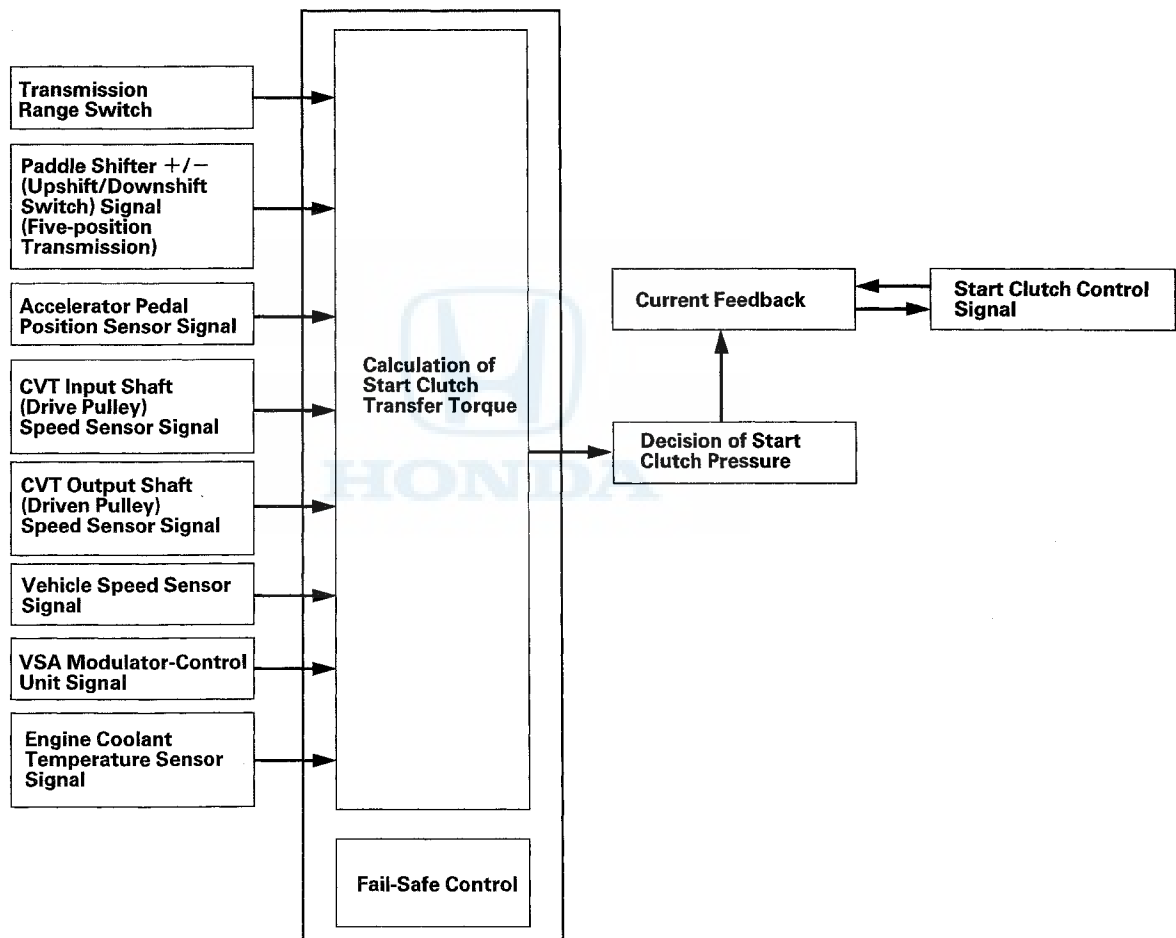 Transmission
Range Switch
Paddle Shifter +/−
(Upshift/Downshift
Switch) Signal
(Five-position
Transmission)
Accelerator Pedal
Position Sensor Signal
CVT Input Shaft
(Drive Pulley)
Speed Sensor Signal
CVT Output Shaft
(Driven Pulley)
Speed Sensor Signal
Vehicle Speed Sensor
Signal
VSA Modulator-Control
Unit Signal
Engine Coolant
Temperature Sensor
Signal
Calculation of
Start Clutch
Transfer Torque
Fail-Safe Control
Current Feedback
Start Clutch Control
Signal
Decision of Start
Clutch Pressure
HONDA